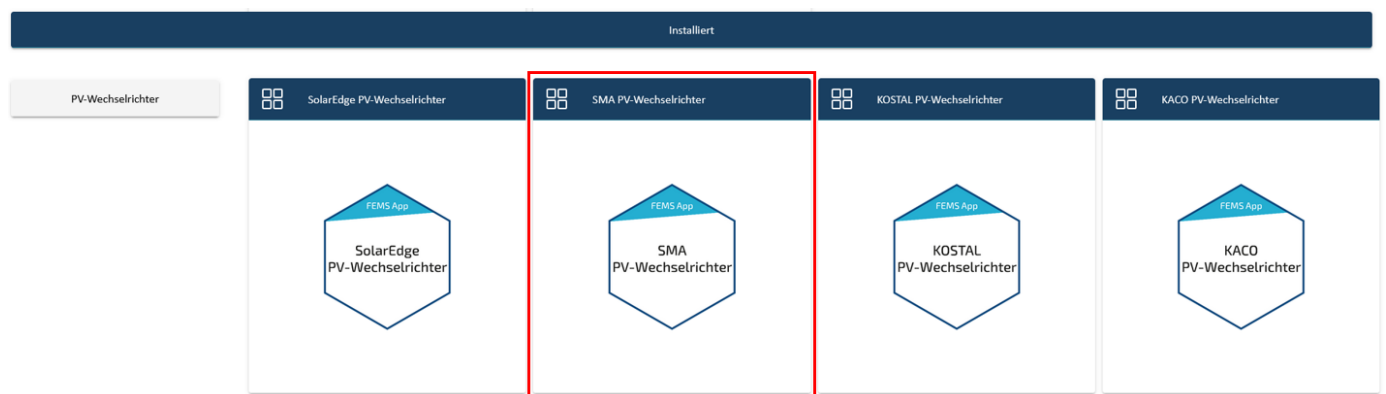 Installiert
PV-Wechselrichter
SolarEdge PV-Wechselrichter
SMA PV-Wechselrichter
KOSTAL PV-Wechselrichter
KACO PV-Wechselrichter
FEMS App
SolarEdge
PV-Wechselrichter
FEMS App
SMA
PV-Wechselrichter
FEMS App
KOSTAL
PV-Wechselrichter
FEMS App
KACO
PV-Wechselrichter